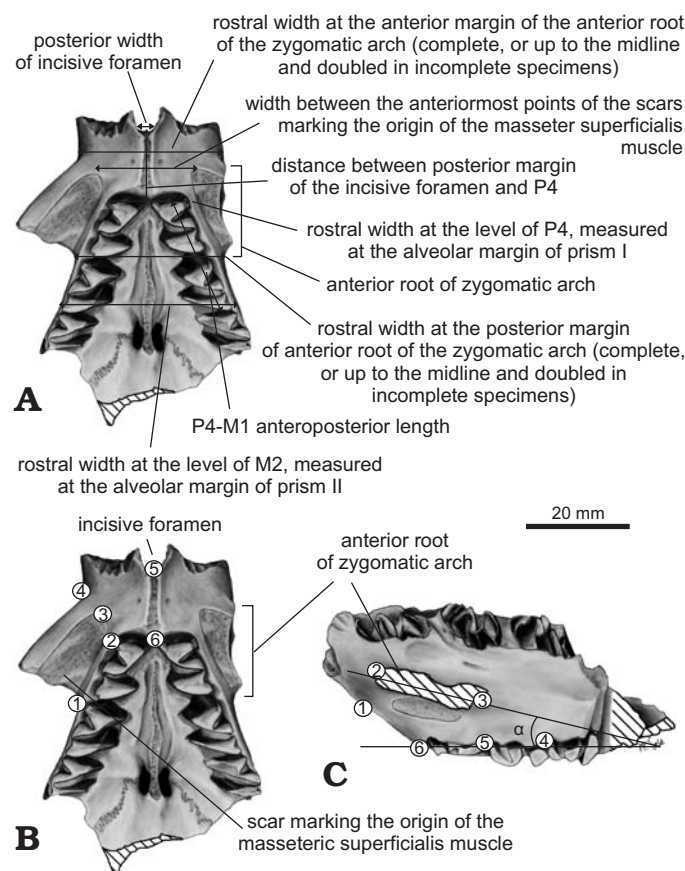 rostral width at the anterior margin of the anterior root
of the zygomatic arch (complete, or up to the midline
and doubled in incomplete specimens)
posterior width
of incisive foramen
width between the anteriormost points of the scars
marking the origin of the masseter superficialis
muscle
distance between posterior margin
of the incisive foramen and P4
rostral width at the level of P4, measured
at the alveolar margin of prism I
anterior root of zygomatic arch
rostral width at the posterior margin
of anterior root of the zygomatic arch (complete,
or up to the midline and doubled in
incomplete specimens)
A
P4-M1 anteroposterior length
rostral width at the level of M2, measured
at the alveolar margin of prism II
incisive foramen
20 mm
anterior root
of zygomatic arch
5
4
3
2
6
1
2
3
1
α
6
5
4
C
B
scar marking the origin of the
masseteric superficialis muscle